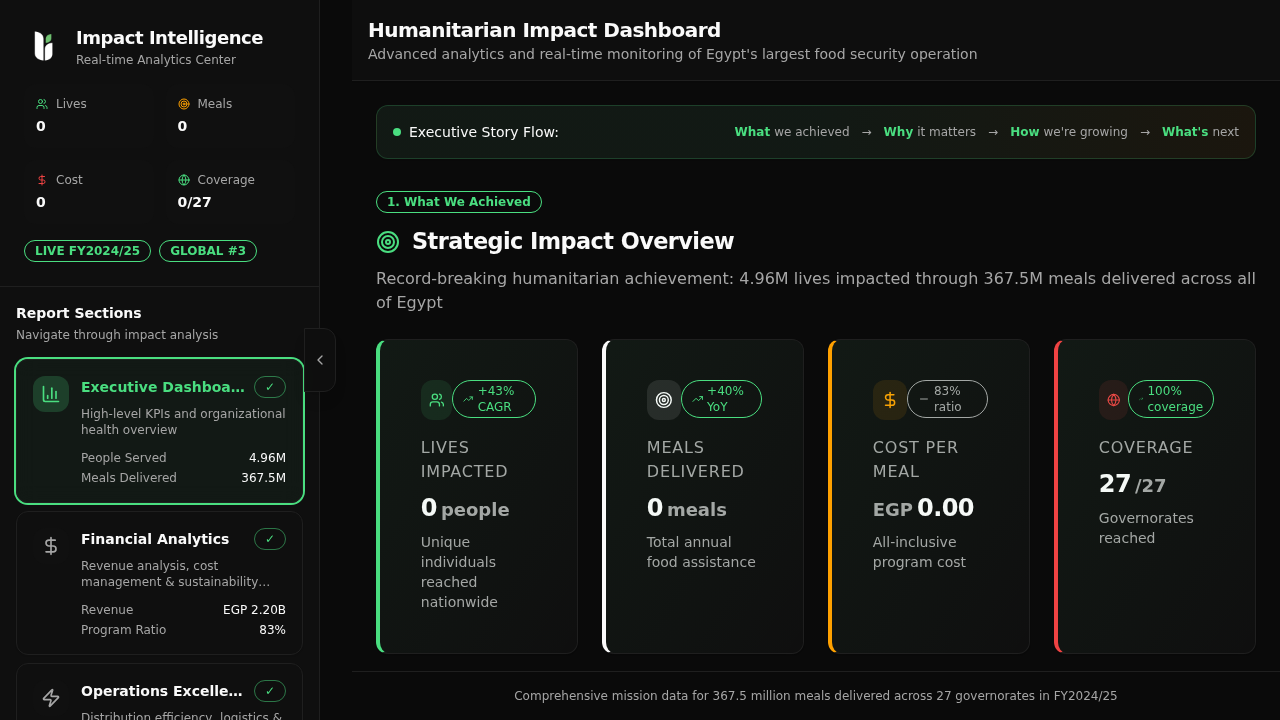 Impact Intelligence
Real-time Analytics Center
Lives
0
Meals
0
Cost
0
Coverage
0/27
LIVE FY2024/25
GLOBAL #3
Report Sections
Navigate through impact analysis
Executive Dashboa...
✓
High-level KPIs and organizational
health overview
People Served 4.96M
Meals Delivered 367.5M
Financial Analytics
✓
Revenue analysis, cost
management & sustainability...
Revenue EGP 2.20B
Program Ratio 83%
Operations Excelle...
✓
Distribution efficiency, logistics &
Humanitarian Impact Dashboard
Advanced analytics and real-time monitoring of Egypt's largest food security operation
Executive Story Flow:
What we achieved → Why it matters → How we're growing → What's next
1. What We Achieved
Strategic Impact Overview
Record-breaking humanitarian achievement: 4.96M lives impacted through 367.5M meals delivered across all
of Egypt
+43%
CAGR
LIVES
IMPACTED
0 people
Unique
individuals
reached
nationwide
+40%
YoY
MEALS
DELIVERED
0 meals
Total annual
food assistance
83%
ratio
COST PER
MEAL
EGP 0.00
All-inclusive
program cost
100%
coverage
COVERAGE
27 /27
Governorates
reached
Comprehensive mission data for 367.5 million meals delivered across 27 governorates in FY2024/25